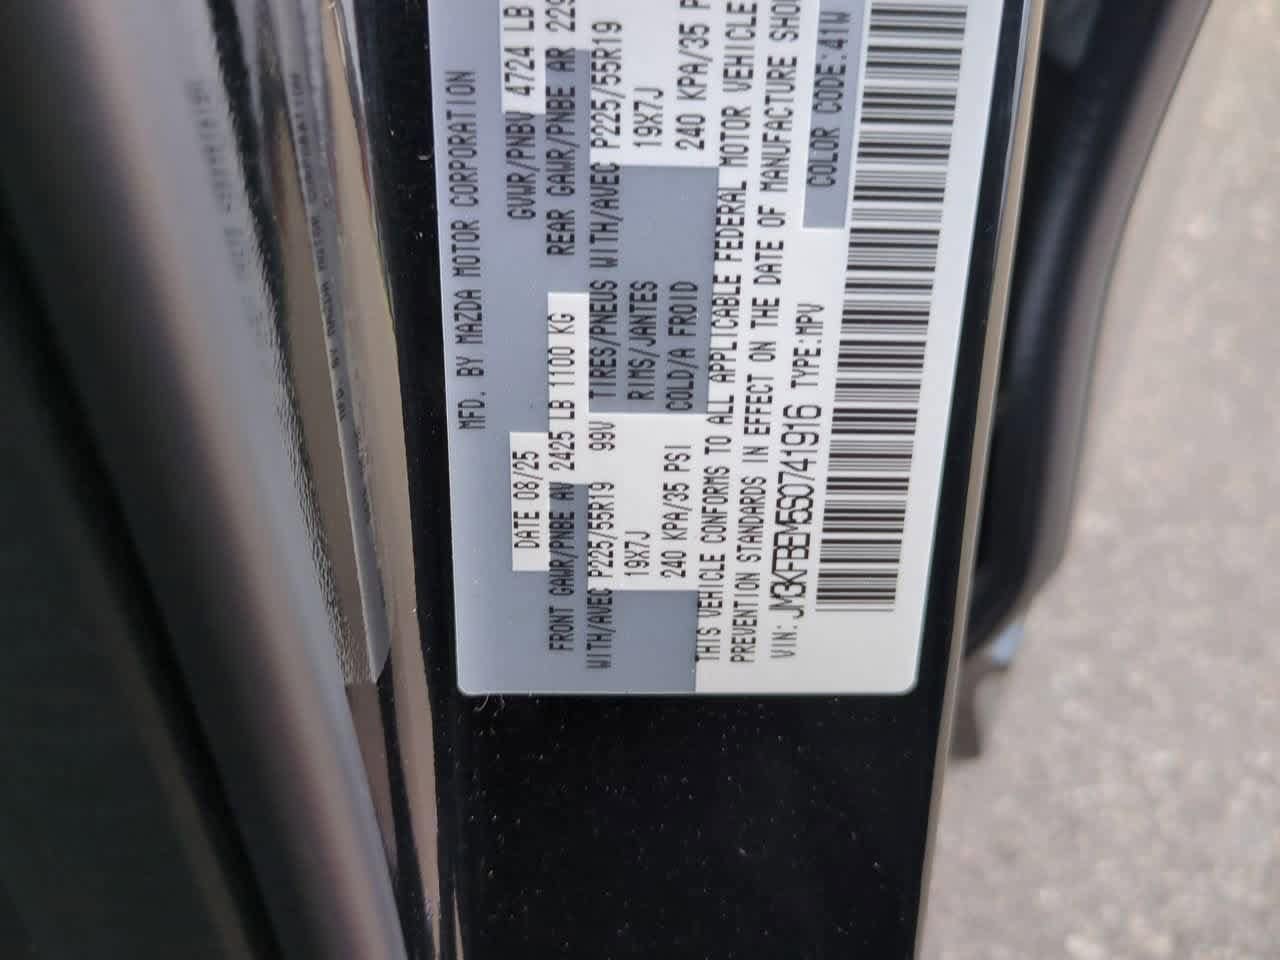 MFD. BY MAZDA MOTOR CORPORATION
DATE 08/25 GVWR/PNBV 4724 LB
FRONT GAWR/PNBE AV 2425 LB 1100 KG REAR GAWR/PNBE AR 229
WITH/AVEC P225/55R19 99V TIRES/PNEUS WITH/AVEC P225/55R19
19X7J RIMS/JANTES 19X7J
240 KPA/35 PSI COLD/A FROID 240 KPA/35 P
THIS VEHICLE CONFORMS TO ALL APPLICABLE FEDERAL MOTOR VEHICLE
PREVENTION STANDARDS IN EFFECT ON THE DATE OF MANUFACTURE SHO
VIN: JM3KFBEM5S0741916 TYPE:MPV
COLOR CODE:41W